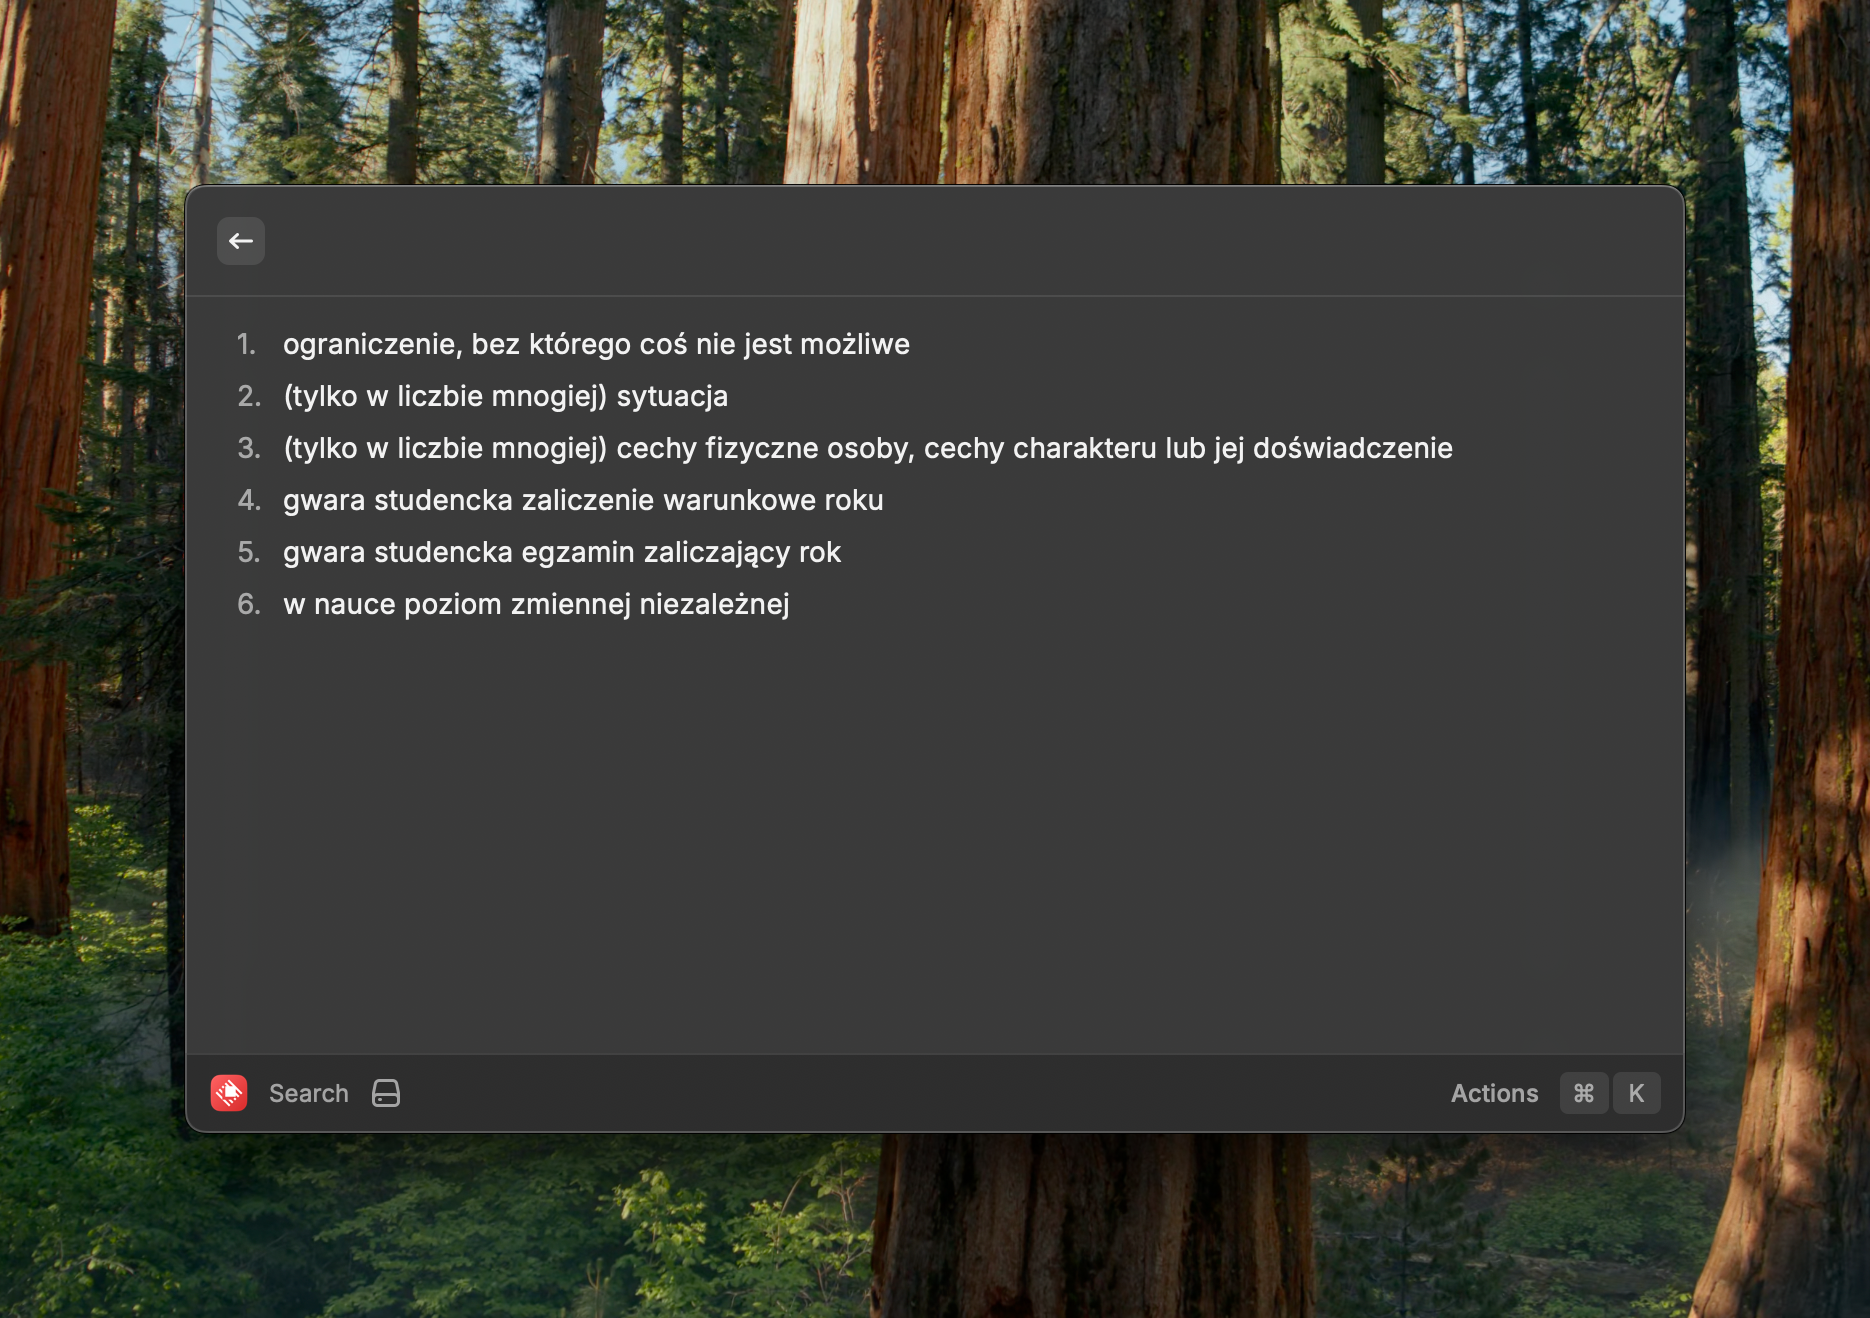 1. ograniczenie, bez którego coś nie jest możliwe
2. (tylko w liczbie mnogiej) sytuacja
3. (tylko w liczbie mnogiej) cechy fizyczne osoby, cechy charakteru lub jej doświadczenie
4. gwara studencka zaliczenie warunkowe roku
5. gwara studencka egzamin zaliczający rok
6. w nauce poziom zmiennej niezależnej
Search Actions ⌘ K